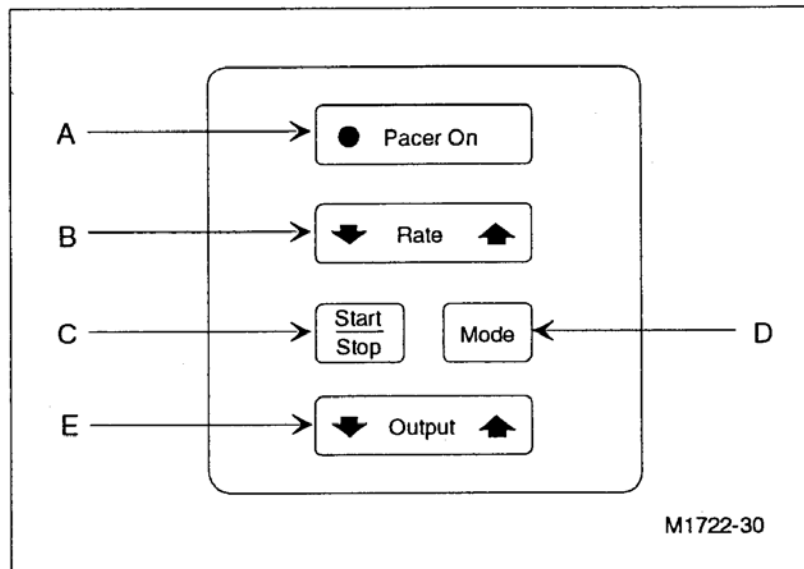 A
Pacer On
B
Rate
C
Start
Stop
Mode
D
E
Output
M1722-30